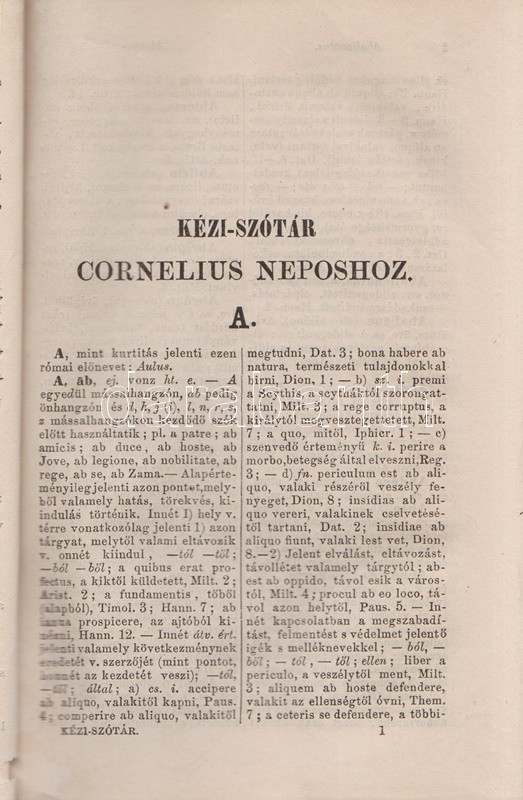 KÉZI-SZÓTÁR
CORNELIUS NEPOSHOZ.
A.
A, mint kurtitás jelenti ezen
római előnevet: Aulus.
A, āb, ej. vonz ht. e. — A
egyedül mássalhangzón, ab pedig
önhangzón és d, h, j (i), l, n, r, s,
z mássalhangzókon kezdődő szók
előtt használtatik; pl. a patre; ab
amicis; ab duce, ab hoste, ab
Jove, ab legione, ab nobilitate, ab
rege, ab se, ab Zama.— Alapérte-
ményileg jelenti azon pontot, mely-
ből valamely hatás, törekvés, ki-
indulás történik. Innét I) hely v.
térre vonatkozólag jelenti 1) azon
tárgyat, melytől valami eltávozik
v. onnét kiindul, —tól —től;
—ból —ből; a quibus erat pro-
fectus, a kiktől küldetett, Milt. 2;
Arist. 2; a fundamentis, tőből
(alapból), Timol. 3; Hann. 7; ab
ianua prospicere, az ajtóból ki-
nézni, Hann. 12. — Innét átv. ért.
jelenti valamely következménynek
eredetét v. szerzőjét (mint pontot,
honnét az kezdetét veszi); —tól,
—től; által; a) cs. i. accipere
ab aliquo, valakitől kapni, Paus.
4; comperire ab aliquo, valakitől
KÉZI-SZÓTÁR.
megtudni, Dat. 3; bona habere ab
natura, természeti tulajdonokkal
birni, Dion. 1; — b) sz. i. premi
a Scythis, a scytháktól szorongat-
tatni, Milt. 3; a rege corruptus, a
királytól megvesztegettetett, Milt.
7; a quo, mitől, Iphicr. 1; — c)
szenvedő érteményű k. i. perire a
morbo, betegség által elveszni, Reg.
3; — d) fn. periculum est ab ali-
quo, valaki részéről veszély fe-
nyeget, Dion, 8; insidias ab ali-
quo vereri, valakinek cselvetésé-
től tartani, Dat. 2; insidiae ab
aliquo fiunt, valaki lest vet, Dion,
8.—2) Jelent elválást, eltávozást,
távollétet valamely tárgytól; ab-
est ab oppido, távol esik a város-
tól, Milt. 4; procul ab eo loco, tá-
vol azon helytől, Paus. 5. — In-
nét kapcsolatban a megszabadí-
tást, felmentést s védelmet jelentő
igék s melléknevekkel; — ból, —
ből; — tól, — től; ellen; liber a
periculo, a veszélytől ment, Milt.
3; aliquem ab hoste defendere,
valakit az ellenségtől óvni, Them.
7; a ceteris se defendere, a többi-
1